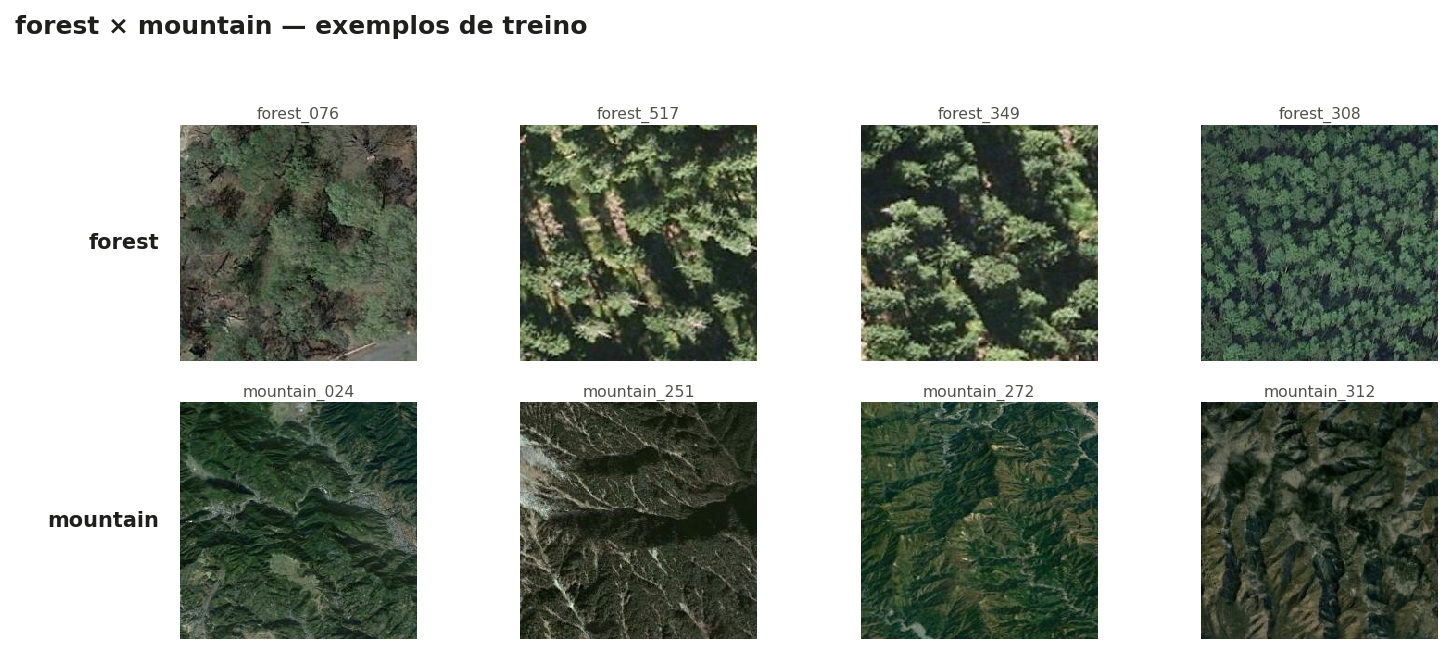 forest × mountain — exemplos de treino
forest_076 forest_517 forest_349 forest_308
forest
mountain_024 mountain_251 mountain_272 mountain_312
mountain